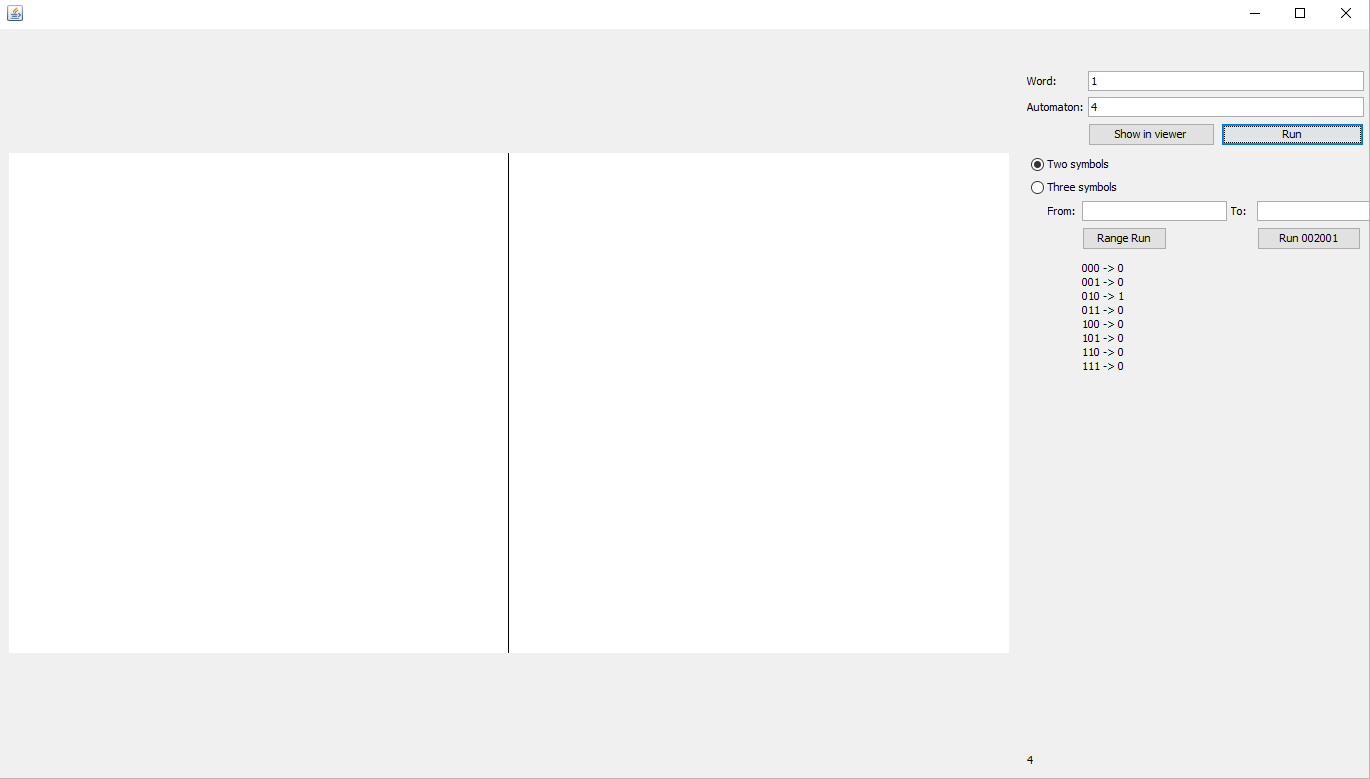 Word: 1
Automaton: 4
Show in viewer Run
Two symbols
Three symbols
From: To:
Range Run Run 002001
000 -> 0
001 -> 0
010 -> 1
011 -> 0
100 -> 0
101 -> 0
110 -> 0
111 -> 0
4